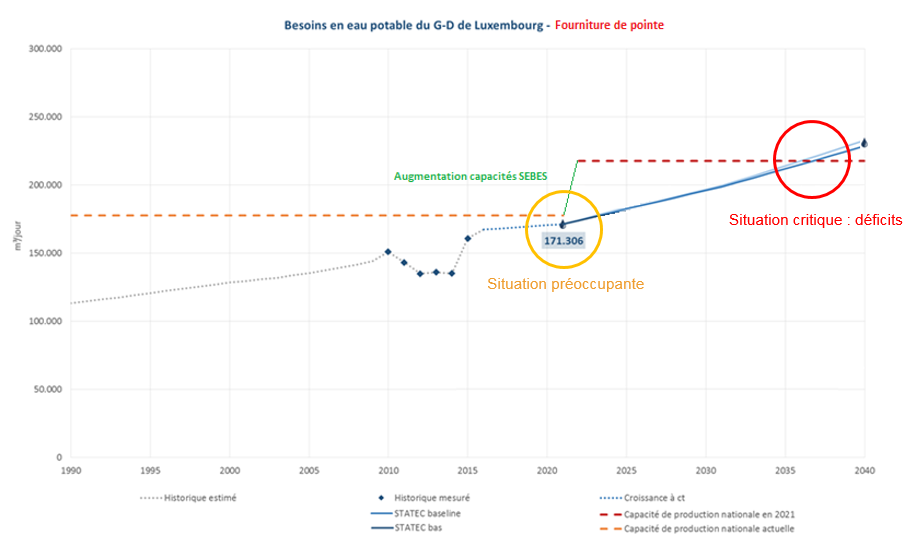 Besoins en eau potable du G-D de Luxembourg - Fourniture de pointe
300.000
250.000
200.000
150.000
100.000
50.000
0
m³/jour
Augmentation capacités SEBES
171.306
Situation préoccupante
Situation critique : déficits
1990 1995 2000 2005 2010 2015 2020 2025 2030 2035 2040
Historique estimé Historique mesuré Croissance à ct
STATEC baseline Capacité de production nationale en 2021
STATEC bas Capacité de production nationale actuelle